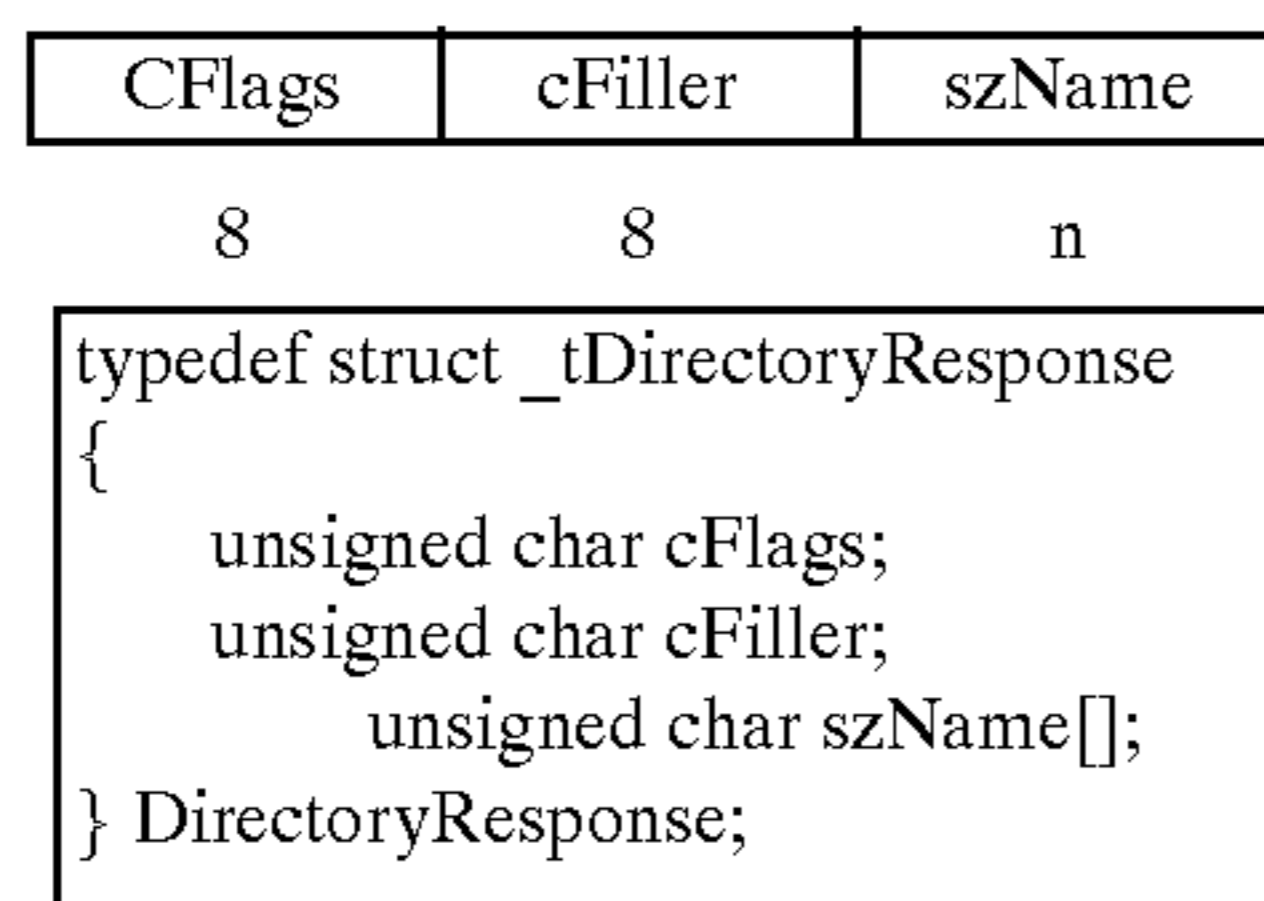 CFlags cFiller szName
8 8 n
typedef struct _tDirectoryResponse
{
unsigned char cFlags;
unsigned char cFiller;
unsigned char szName[];
} DirectoryResponse;